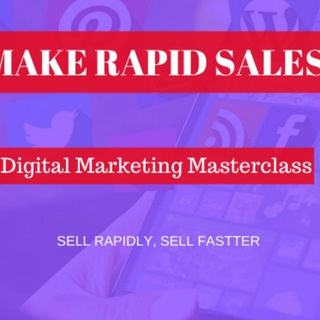 MAKE RAPID SALES
Digital Marketing Masterclass
SELL RAPIDLY, SELL FASTTER